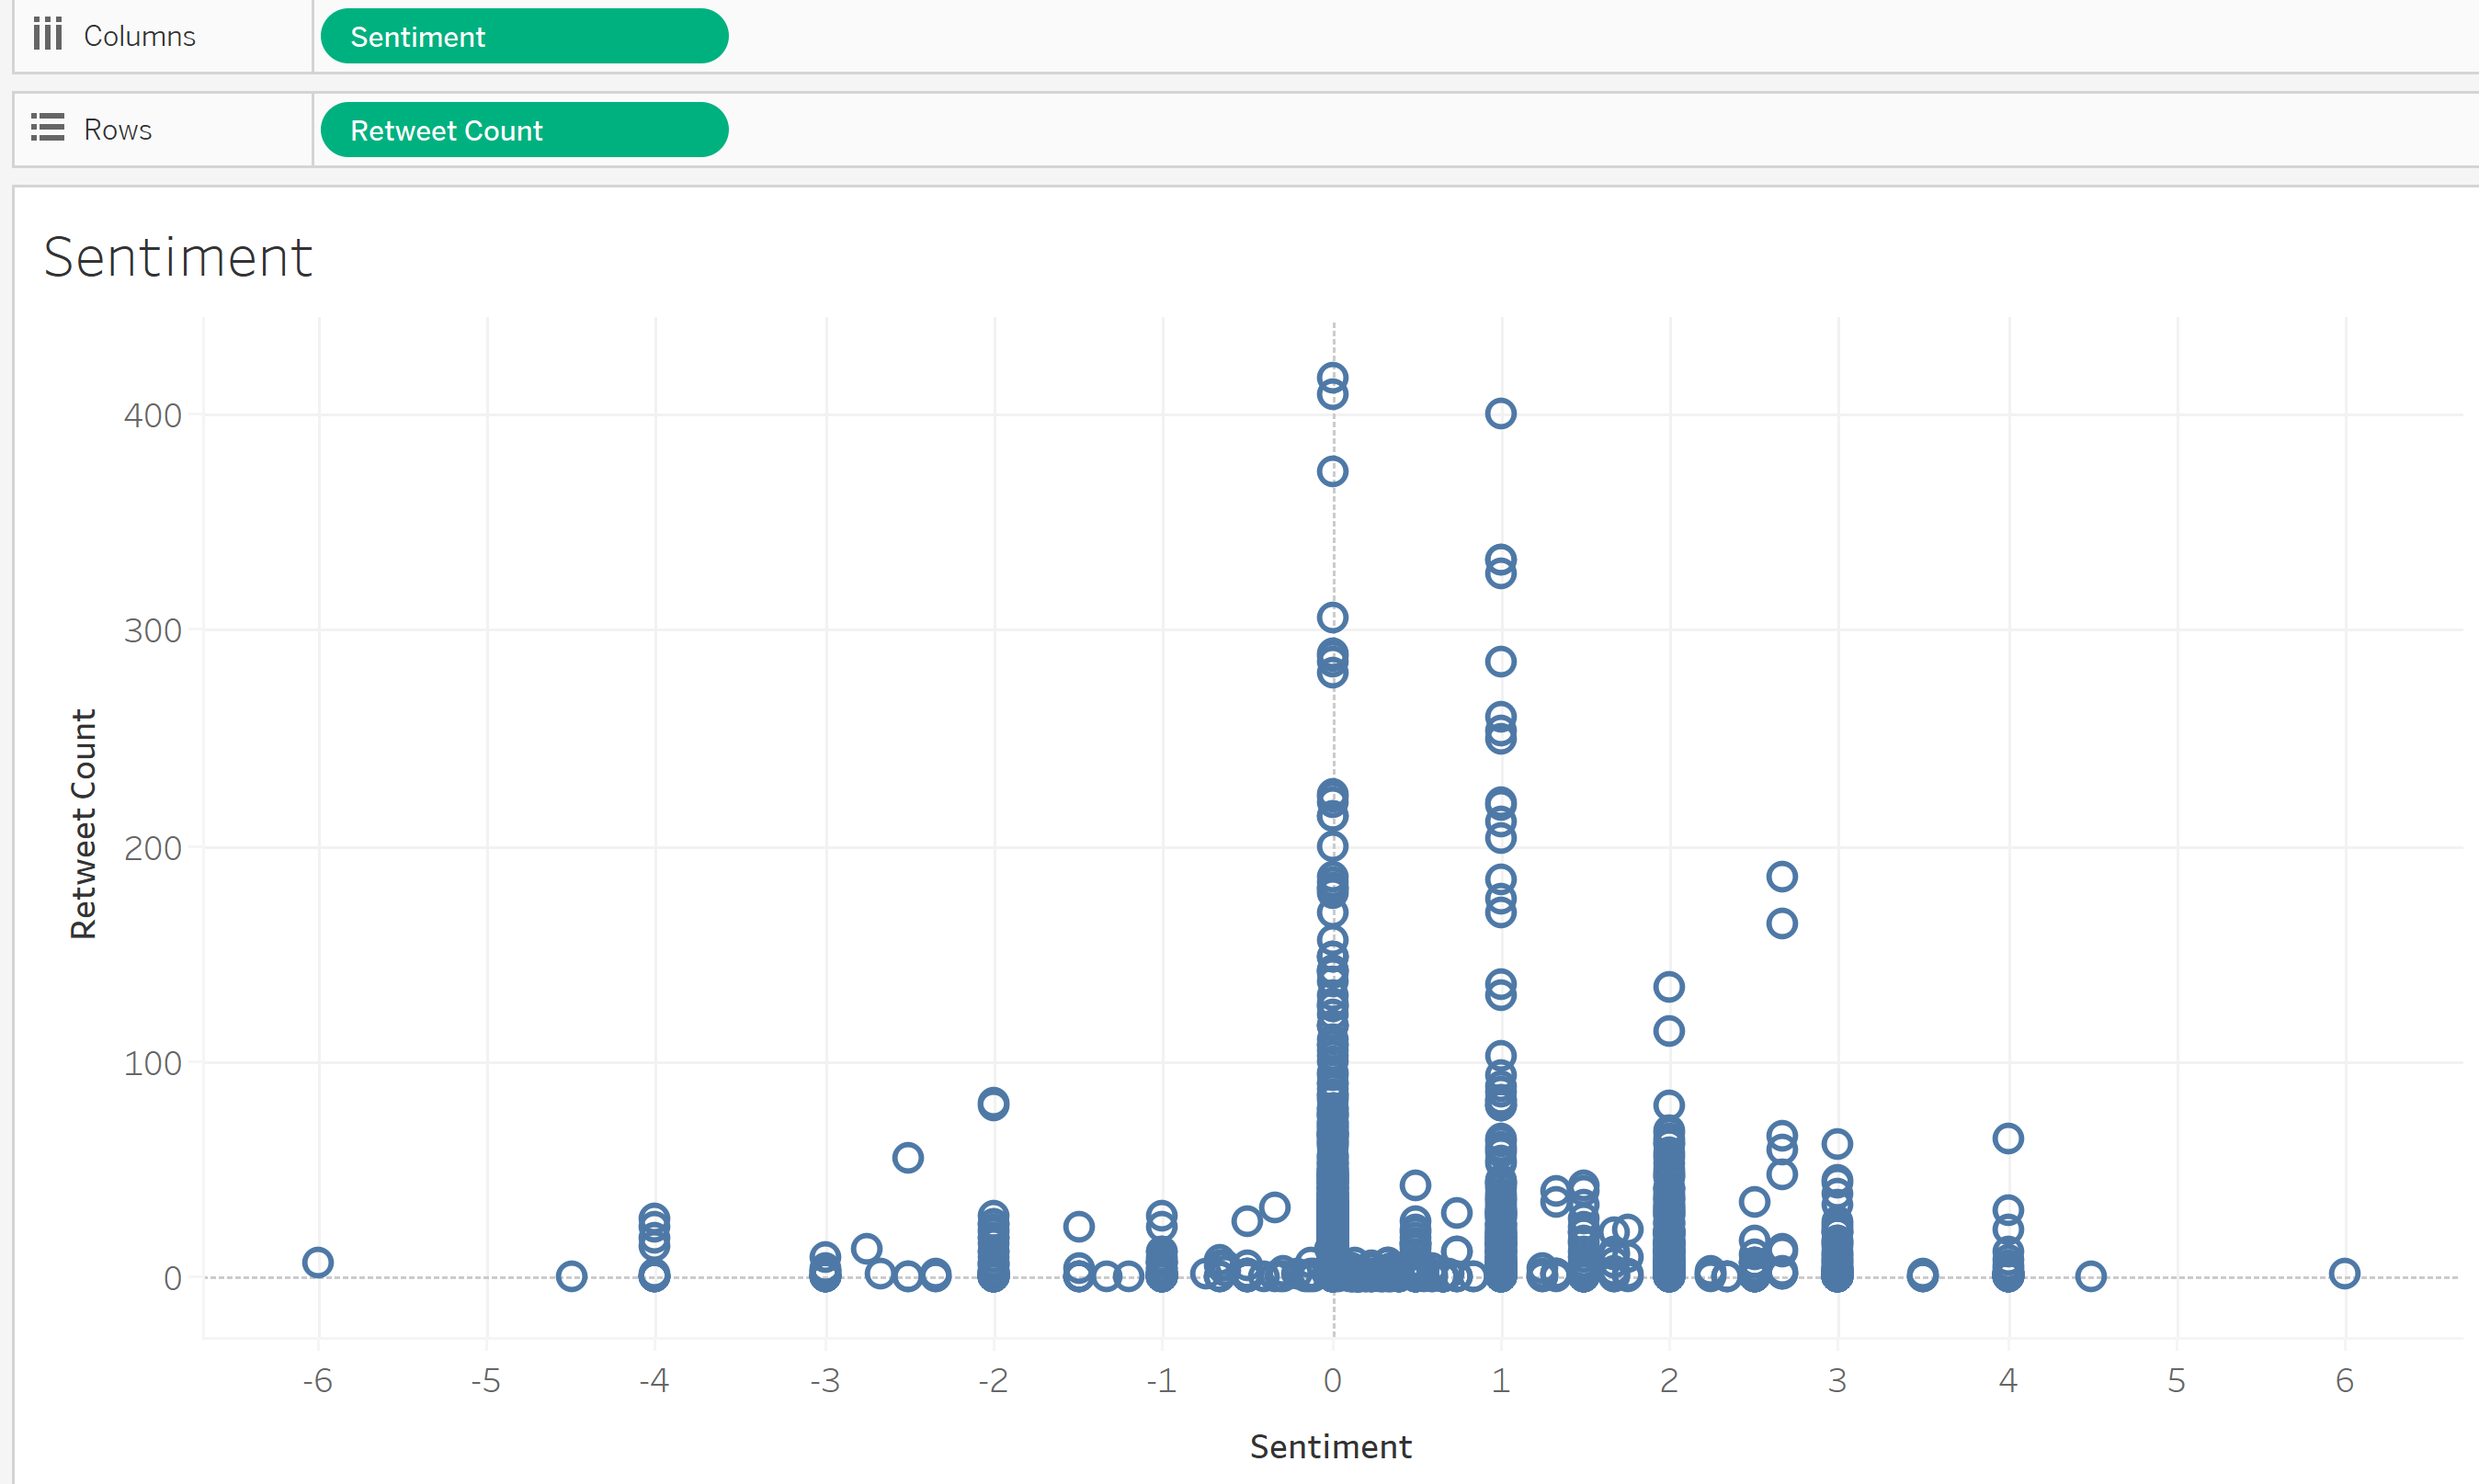 Columns
Sentiment
Rows
Retweet Count
Sentiment
400
300
200
100
0
Retweet Count
-6 -5 -4 -3 -2 -1 0 1 2 3 4 5 6
Sentiment